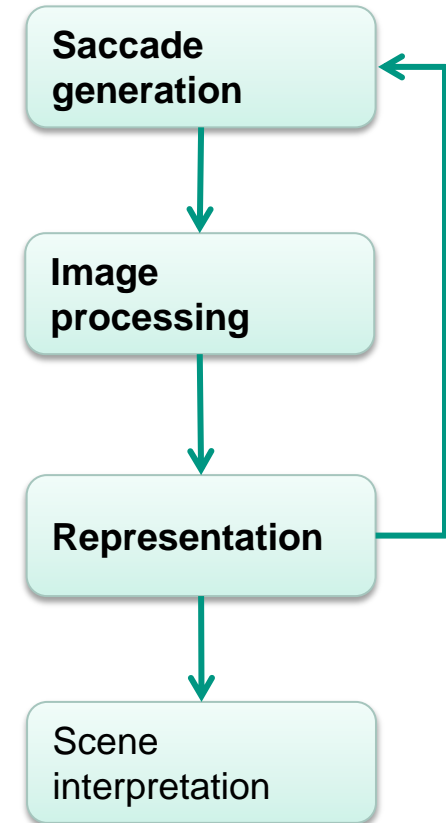 Saccade
generation
Image
processing
Representation
Scene
interpretation